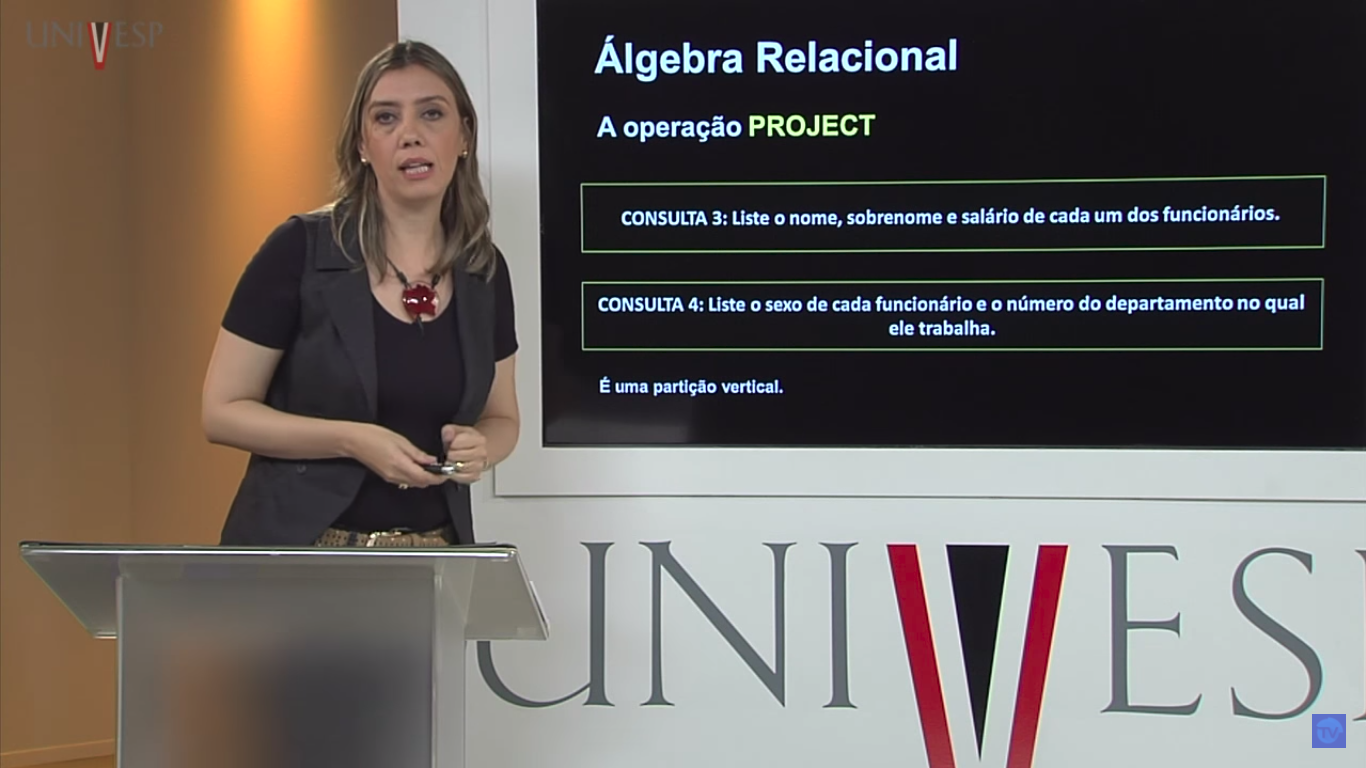 UNIVESP
Álgebra Relacional
A operação PROJECT
CONSULTA 3: Liste o nome, sobrenome e salário de cada um dos funcionários.
CONSULTA 4: Liste o sexo de cada funcionário e o número do departamento no qual
ele trabalha.
É uma partição vertical.
UNIVESP
TV